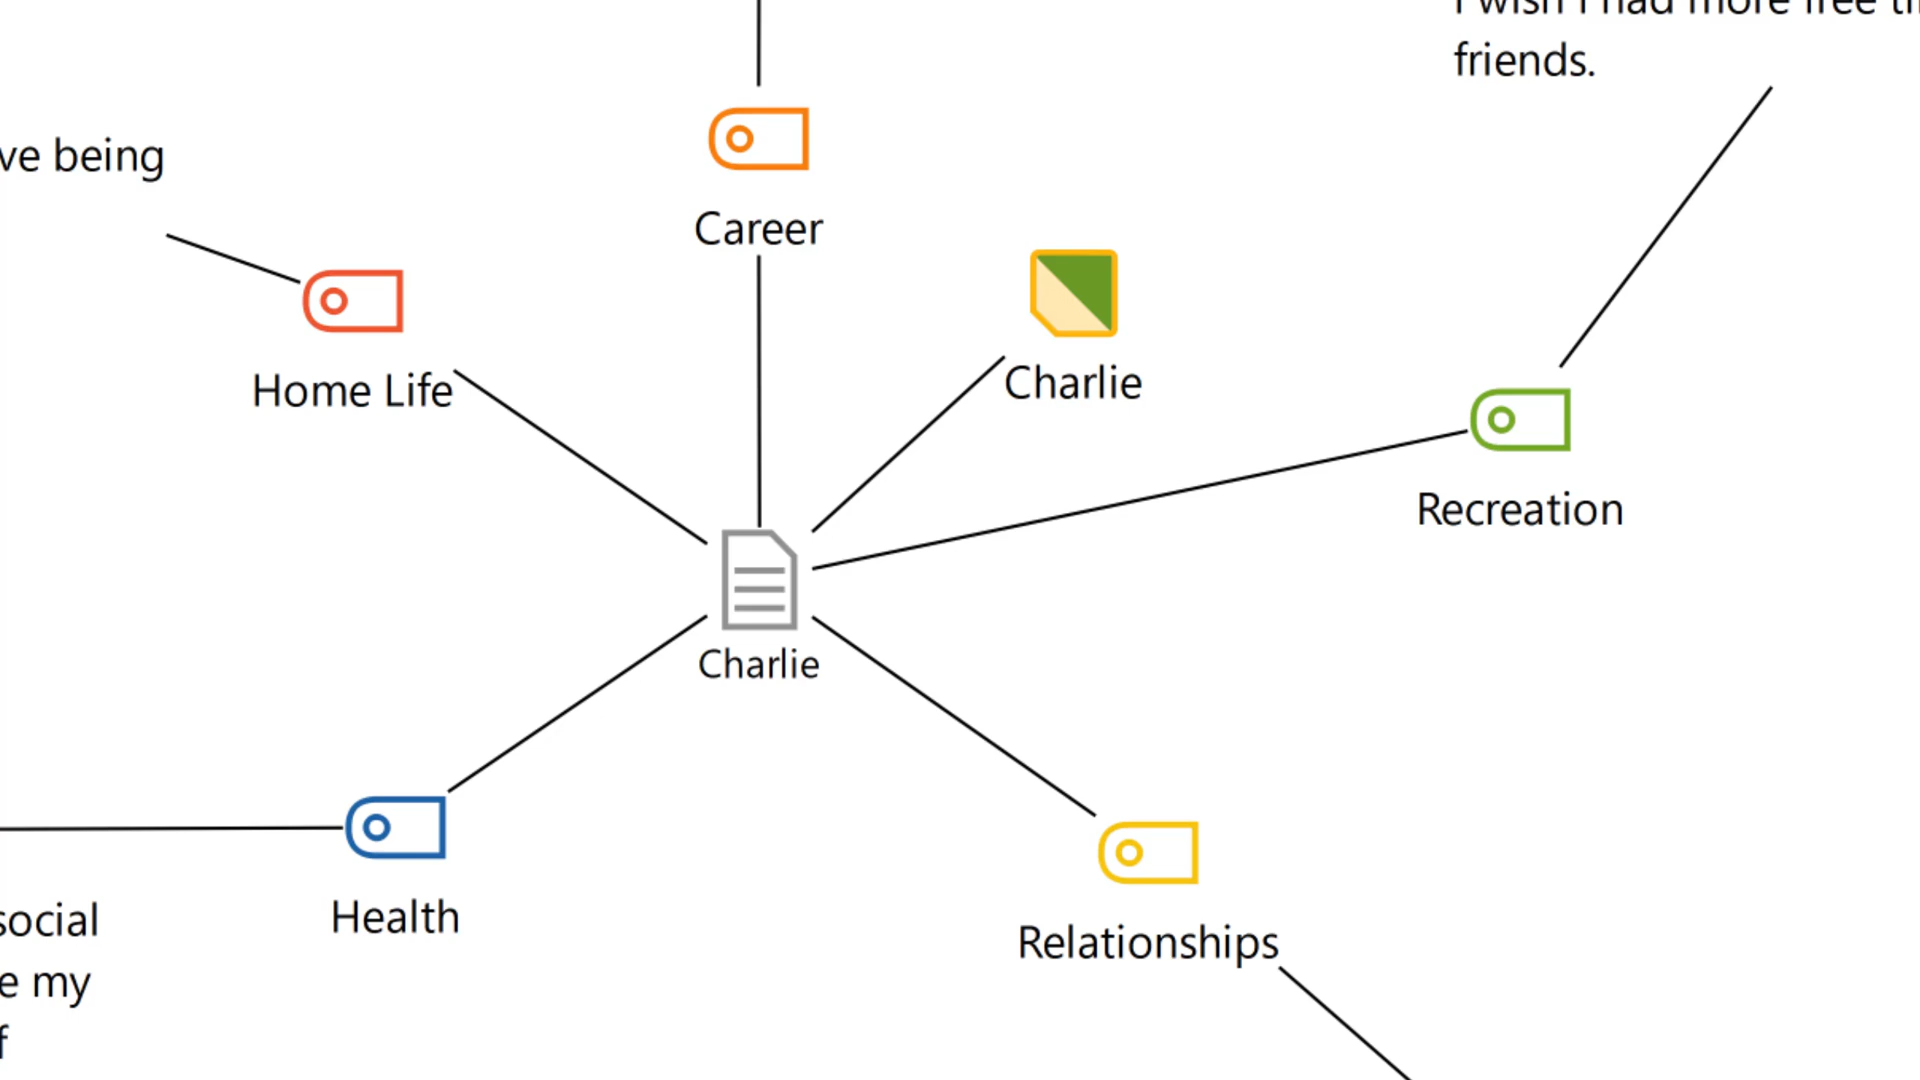 I wish I had more free
friends.
ve being
Career
Home Life
Charlie
Recreation
Charlie
Health
social
e my
f
Relationships